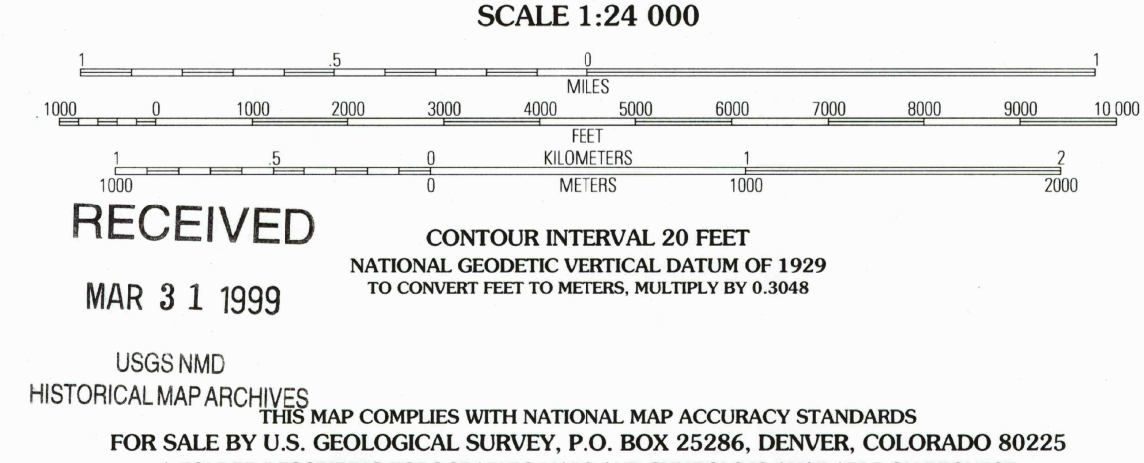 SCALE 1:24 000
1 .5 0 1
MILES
1000 0 1000 2000 3000 4000 5000 6000 7000 8000 9000 10 000
FEET
1 .5 0 KILOMETERS 1 2
1000 0 METERS 1000 2000
RECEIVED
MAR 31 1999
USGS NMD
HISTORICAL MAP ARCHIVES
CONTOUR INTERVAL 20 FEET
NATIONAL GEODETIC VERTICAL DATUM OF 1929
TO CONVERT FEET TO METERS, MULTIPLY BY 0.3048
THIS MAP COMPLIES WITH NATIONAL MAP ACCURACY STANDARDS
FOR SALE BY U.S. GEOLOGICAL SURVEY, P.O. BOX 25286, DENVER, COLORADO 80225